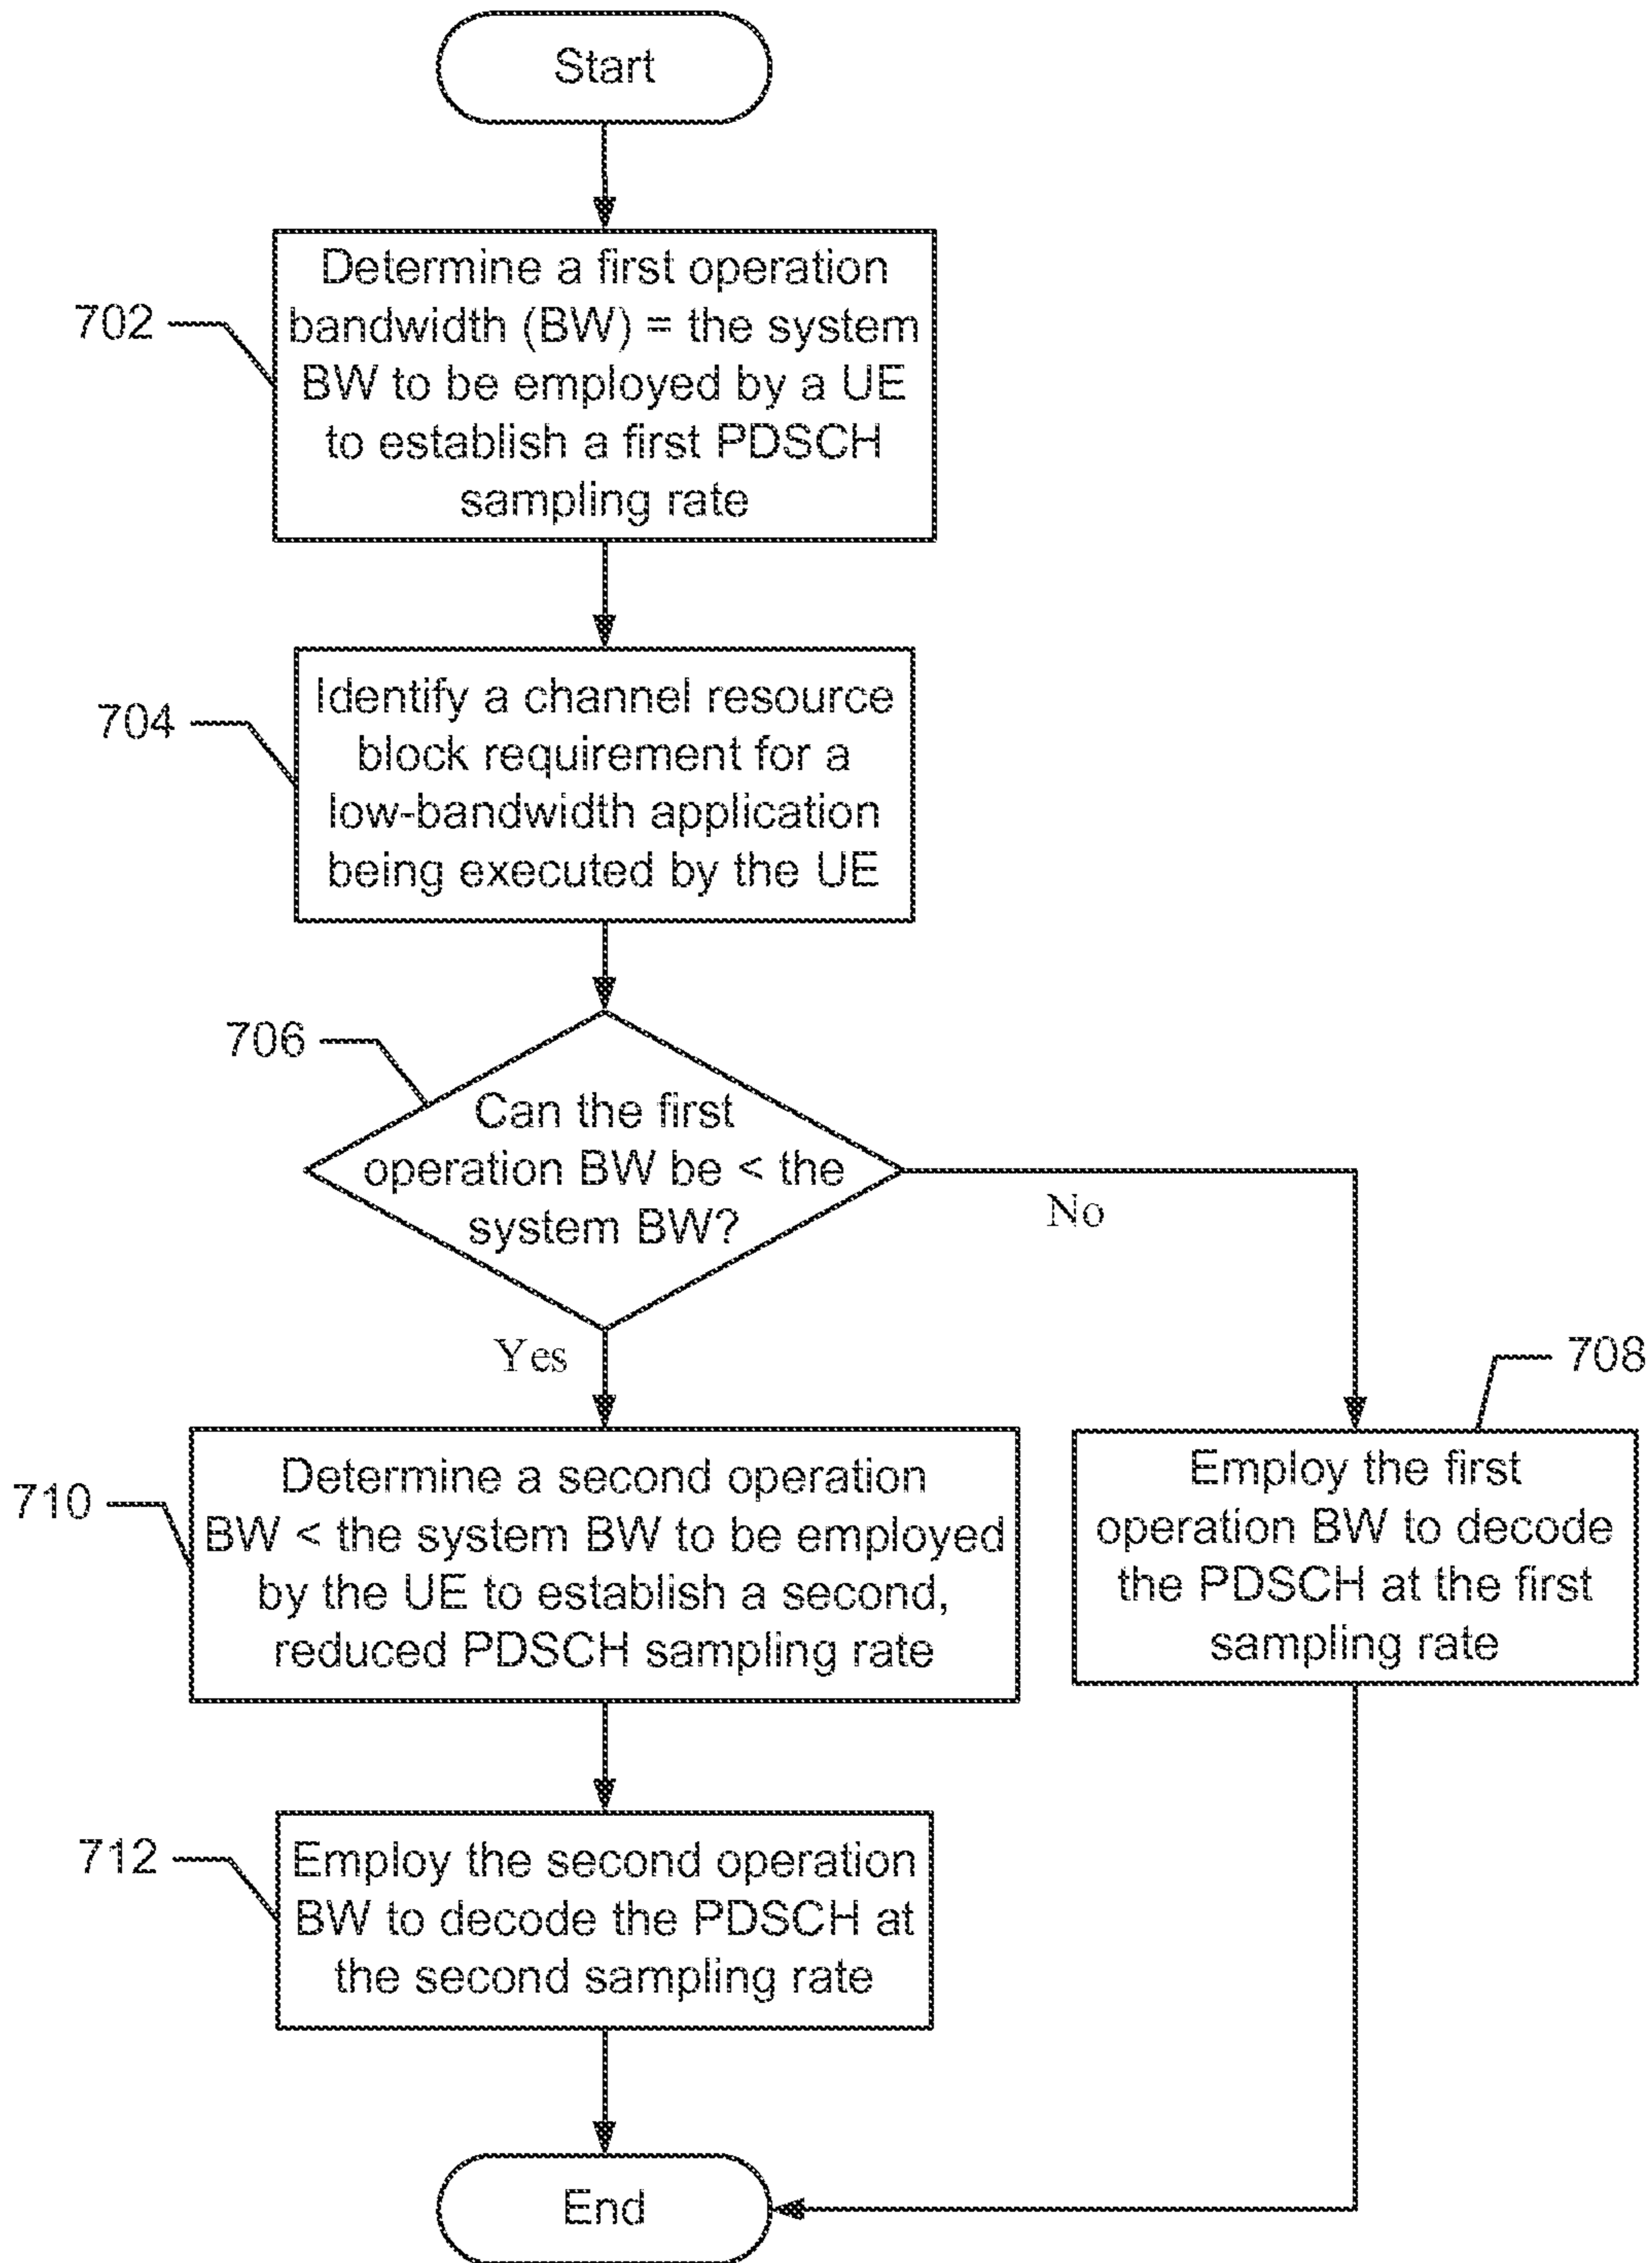 Start
702
Determine a first operation
bandwidth (BW) = the system
BW to be employed by a UE
to establish a first PDSCH
sampling rate
704
Identify a channel resource
block requirement for a
low-bandwidth application
being executed by the UE
706
Can the first
operation BW be < the
system BW?
No
Yes
710
Determine a second operation
BW < the system BW to be employed
by the UE to establish a second,
reduced PDSCH sampling rate
708
Employ the first
operation BW to decode
the PDSCH at the first
sampling rate
712
Employ the second operation
BW to decode the PDSCH at
the second sampling rate
End